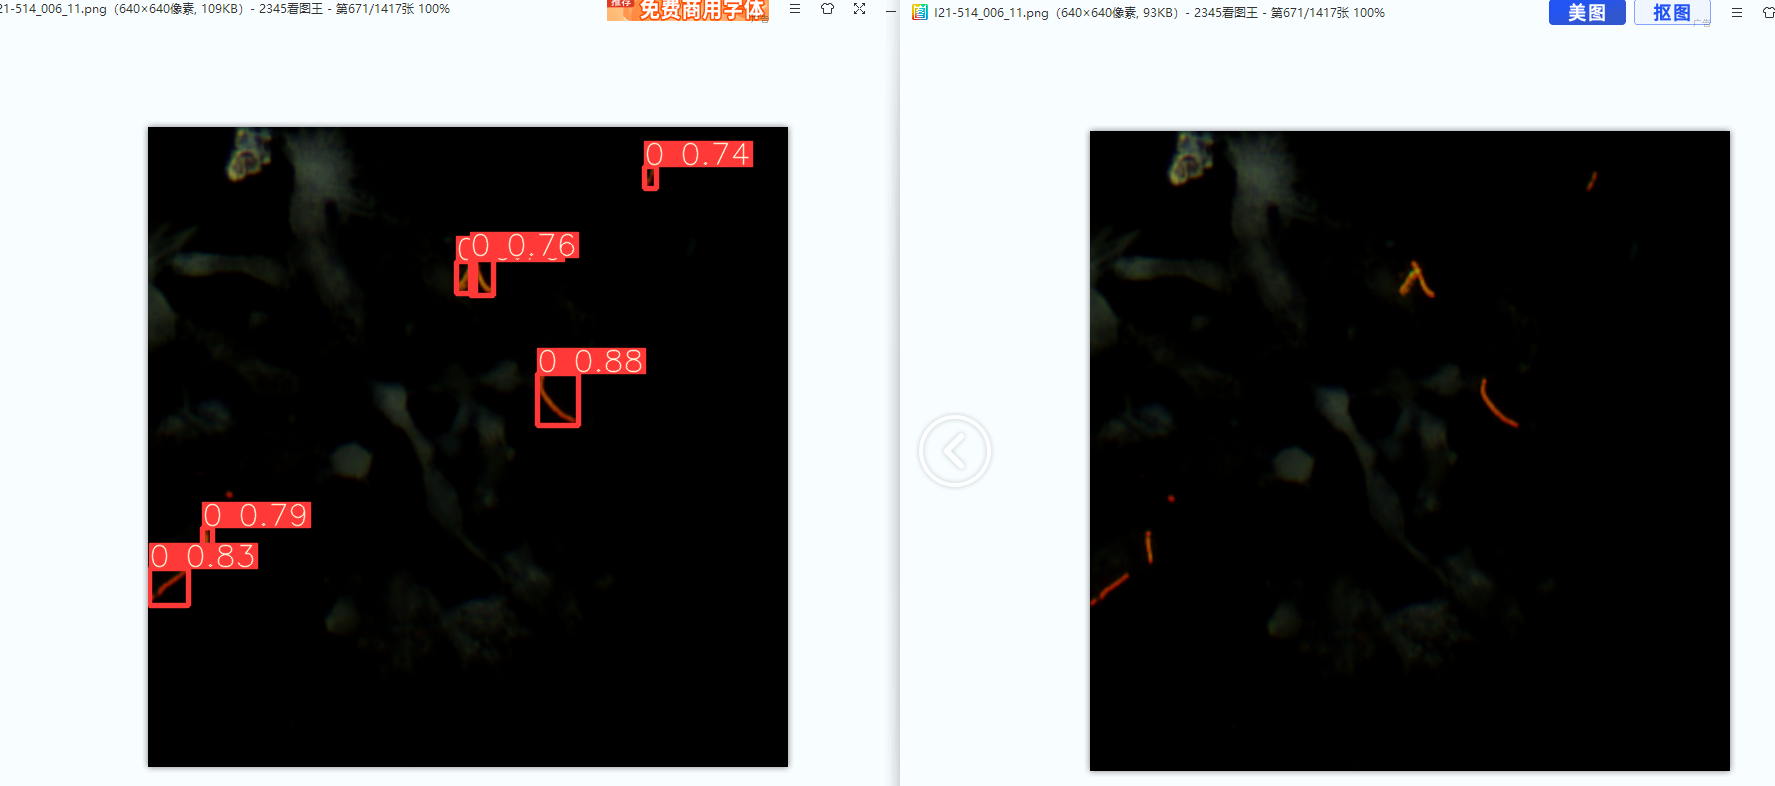 21-514_006_11.png（640×640像素, 109KB）- 2345看图王 - 第671/1417张 100%
推荐
免费商用字体
广告
I21-514_006_11.png（640×640像素, 93KB）- 2345看图王 - 第671/1417张 100%
美图
抠图
广告
0 0.74
0 0.76
0 0.88
0 0.79
0 0.83